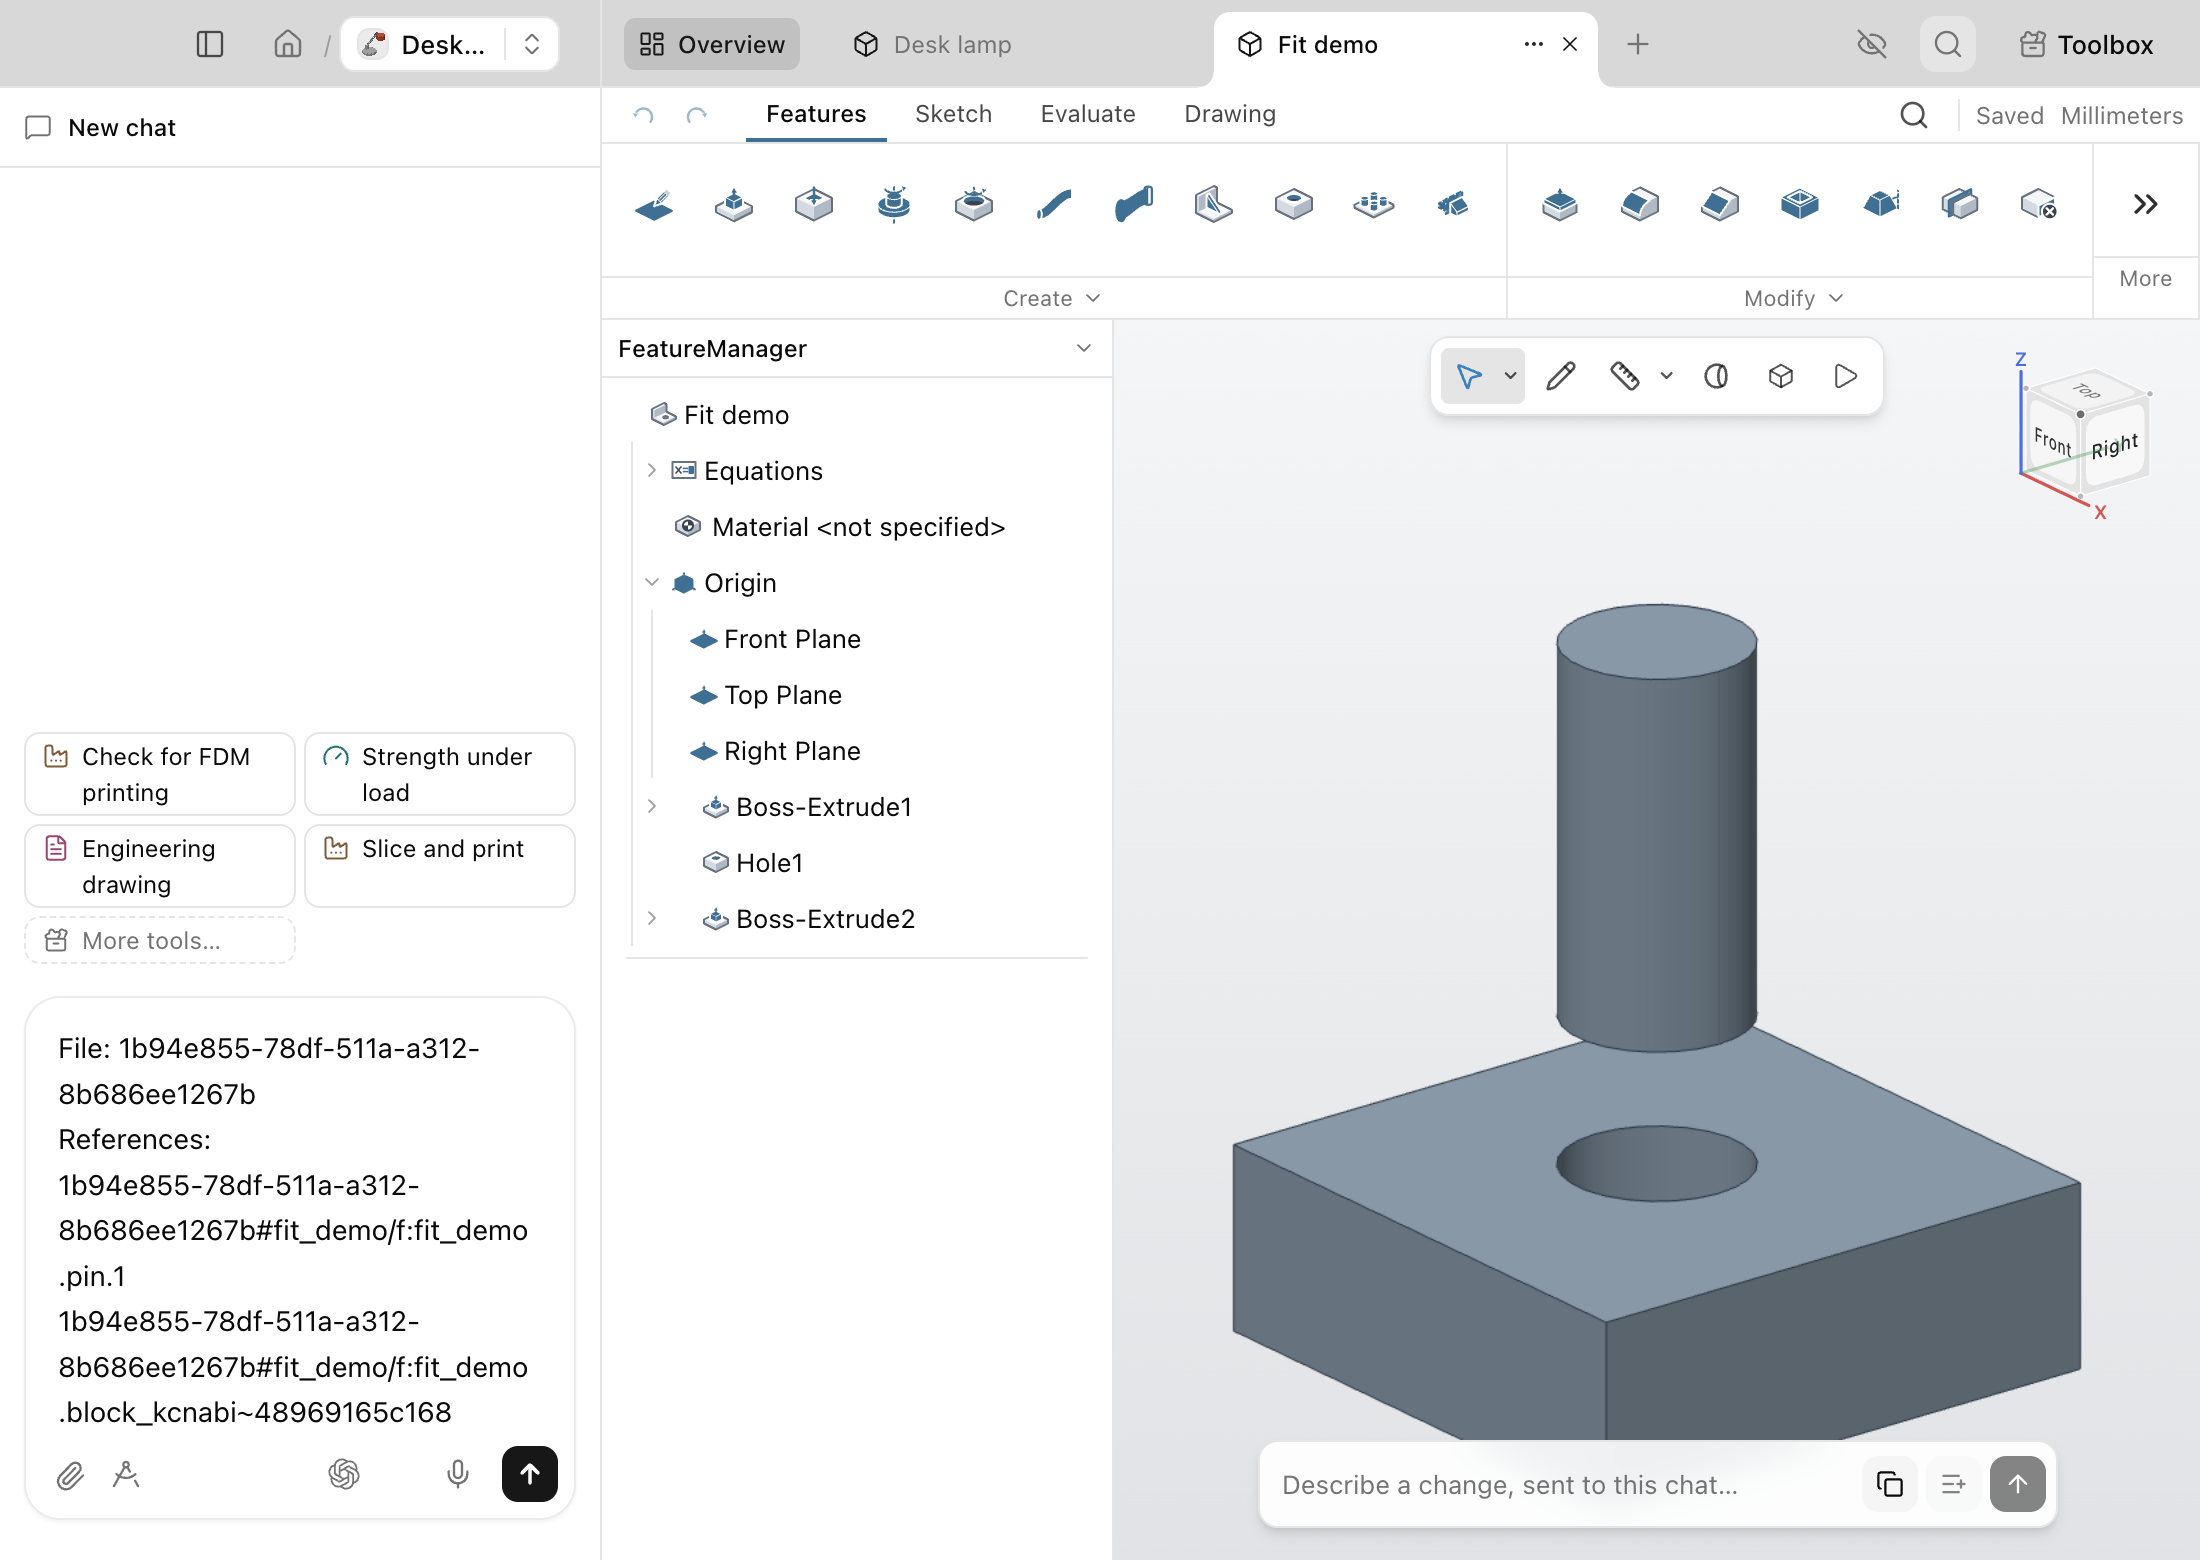 / Desk...
Overview
Desk lamp
Fit demo
Toolbox
New chat
Features
Sketch
Evaluate
Drawing
Saved
Millimeters
Create
Modify
More
FeatureManager
Fit demo
Equations
Material <not specified>
Origin
Front Plane
Top Plane
Right Plane
Boss-Extrude1
Hole1
Boss-Extrude2
Z
Top
Front
Right
X
Check for FDM
printing
Strength under
load
Engineering
drawing
Slice and print
More tools...
File: 1b94e855-78df-511a-a312-
8b686ee1267b
References:
1b94e855-78df-511a-a312-
8b686ee1267b#fit_demo/f:fit_demo
.pin.1
1b94e855-78df-511a-a312-
8b686ee1267b#fit_demo/f:fit_demo
.block_kcnabi~48969165c168
Describe a change, sent to this chat...